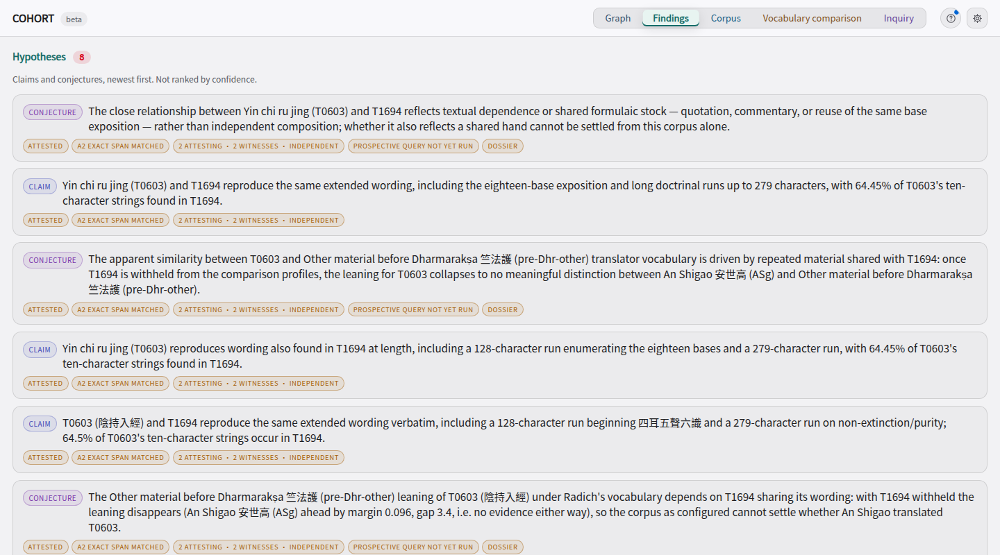 COHORT beta Graph Findings Corpus Vocabulary comparison Inquiry
Hypotheses 8
Claims and conjectures, newest first. Not ranked by confidence.
CONJECTURE The close relationship between Yin chi ru jing (T0603) and T1694 reflects textual dependence or shared formulaic stock — quotation, commentary, or reuse of the same base
exposition — rather than independent composition; whether it also reflects a shared hand cannot be settled from this corpus alone.
ATTESTED A2 EXACT SPAN MATCHED 2 ATTESTING • 2 WITNESSES • INDEPENDENT PROSPECTIVE QUERY NOT YET RUN DOSSIER
CLAIM Yin chi ru jing (T0603) and T1694 reproduce the same extended wording, including the eighteen-base exposition and long doctrinal runs up to 279 characters, with 64.45% of T0603's ten-
character strings found in T1694.
ATTESTED A2 EXACT SPAN MATCHED 2 ATTESTING • 2 WITNESSES • INDEPENDENT
CONJECTURE The apparent similarity between T0603 and Other material before Dharmarakṣa 竺法護 (pre-Dhr-other) translator vocabulary is driven by repeated material shared with T1694: once
T1694 is withheld from the comparison profiles, the leaning for T0603 collapses to no meaningful distinction between An Shigao 安世高 (ASg) and Other material before Dharmarakṣa
竺法護 (pre-Dhr-other).
ATTESTED A2 EXACT SPAN MATCHED 2 ATTESTING • 2 WITNESSES • INDEPENDENT PROSPECTIVE QUERY NOT YET RUN DOSSIER
CLAIM Yin chi ru jing (T0603) reproduces wording also found in T1694 at length, including a 128-character run enumerating the eighteen bases and a 279-character run, with 64.45% of T0603's
ten-character strings found in T1694.
ATTESTED A2 EXACT SPAN MATCHED 2 ATTESTING • 2 WITNESSES • INDEPENDENT
CLAIM T0603 (陰持入經) and T1694 reproduce the same extended wording verbatim, including a 128-character run beginning 四耳五聲六識 and a 279-character run on non-extinction/purity;
64.5% of T0603's ten-character strings occur in T1694.
ATTESTED A2 EXACT SPAN MATCHED 2 ATTESTING • 2 WITNESSES • INDEPENDENT
CONJECTURE The Other material before Dharmarakṣa 竺法護 (pre-Dhr-other) leaning of T0603 (陰持入經) under Radich's vocabulary depends on T1694 sharing its wording: with T1694 withheld the
leaning disappears (An Shigao 安世高 (ASg) ahead by margin 0.096, gap 3.4, i.e. no evidence either way), so the corpus as configured cannot settle whether An Shigao translated
T0603.
ATTESTED A2 EXACT SPAN MATCHED 2 ATTESTING • 2 WITNESSES • INDEPENDENT PROSPECTIVE QUERY NOT YET RUN DOSSIER